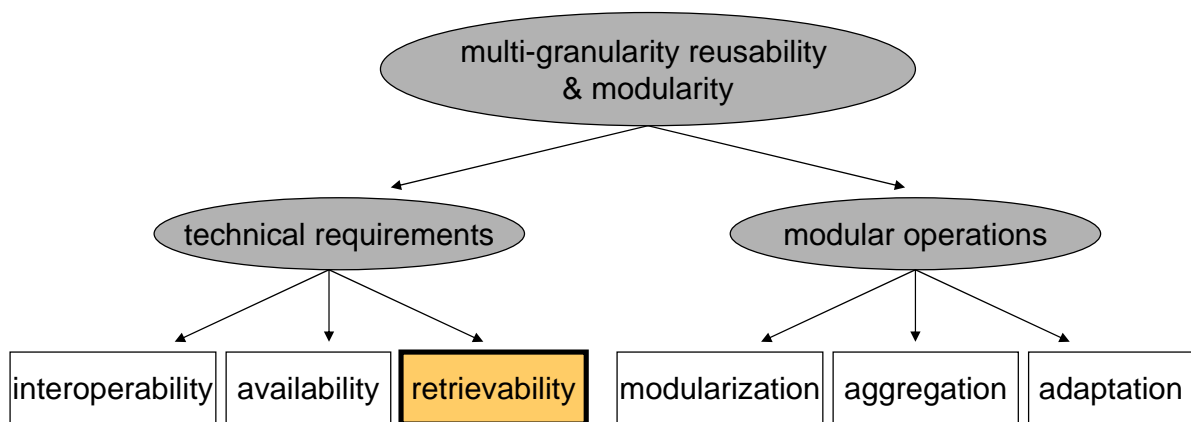 multi-granularity reusability
& modularity
technical requirements
modular operations
interoperability
availability
retrievability
modularization
aggregation
adaptation